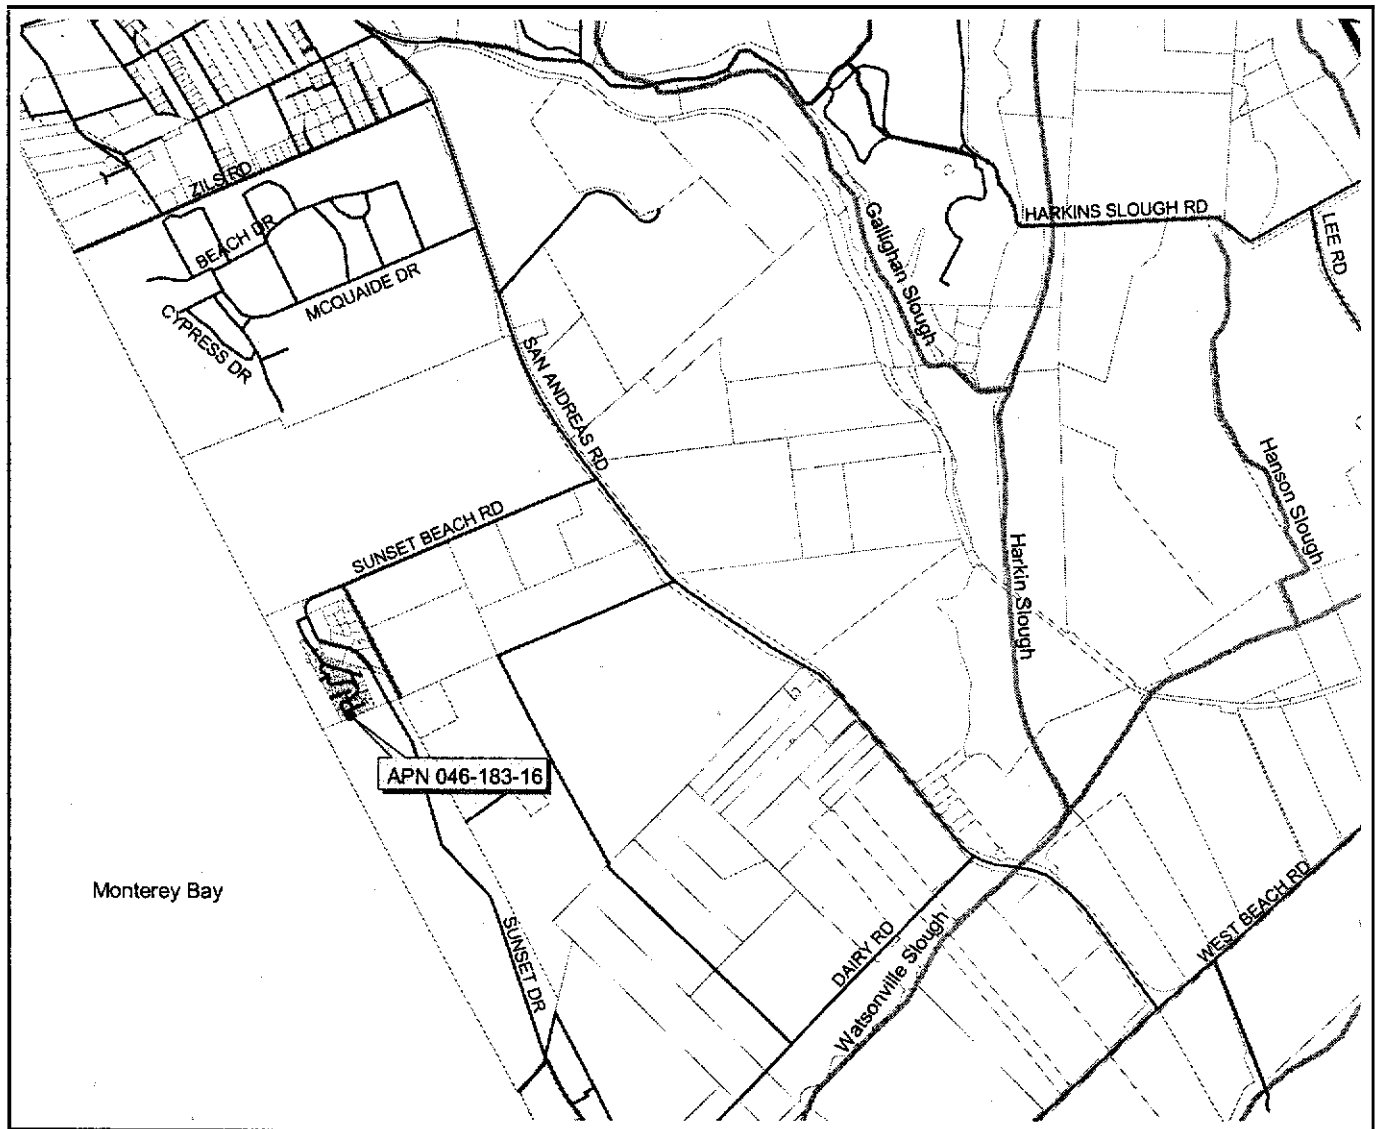 ZILS RD
BEACH DR
MCQUAIDE DR
CYPRESS DR
Gallighan Slough
HARKINS SLOUGH RD
LEE RD
SAN ANDREAS RD
SUNSET BEACH RD
Hanson Slough
Harkin Slough
APN 046-183-16
Monterey Bay
SUNSET DR
DAIRY RD
Watsonville Slough
WEST BEACH RD